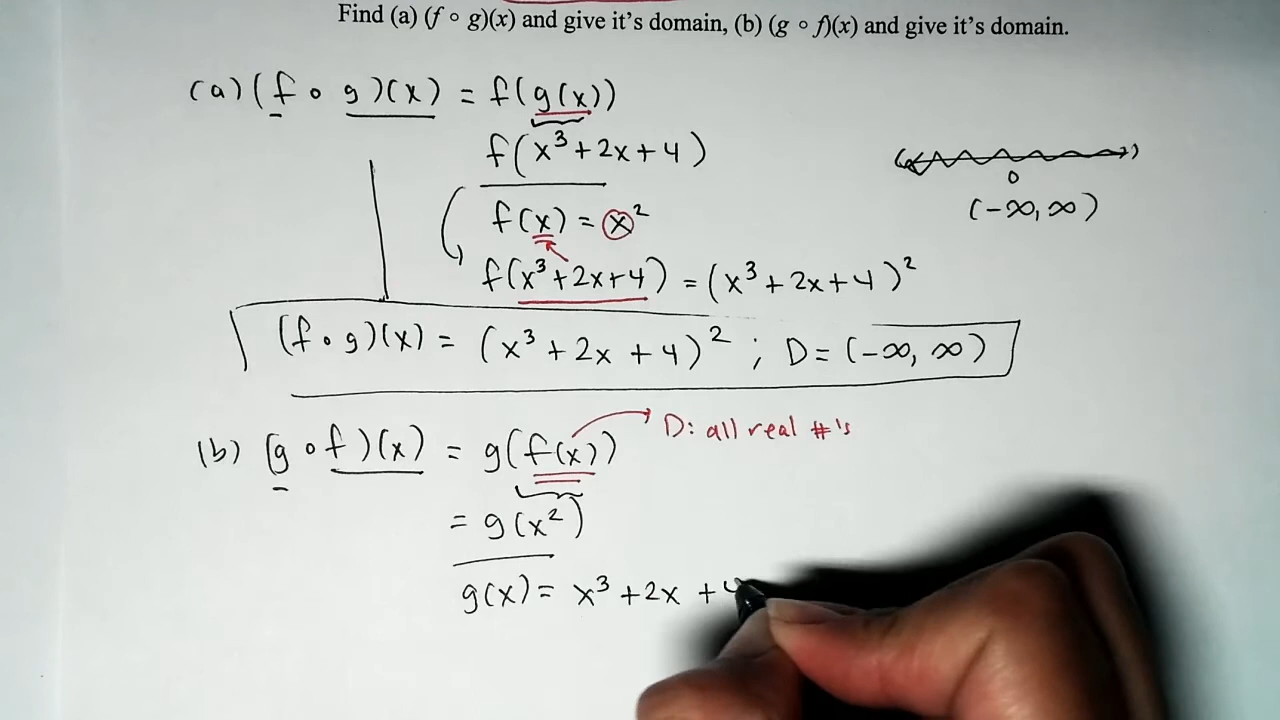 Find (a) (f ∘ g)(x) and give it's domain, (b) (g ∘ f)(x) and give it's domain.
(a) (f ∘ g)(x) = f(g(x))
f(x³+2x+4)
0
(-∞, ∞)
f(x) = x²
f(x³+2x+4) = (x³+2x+4)²
(f ∘ g)(x) = (x³+2x+4)² ; D = (-∞, ∞)
(b) (g ∘ f)(x) = g(f(x)) D: all real #'s
= g(x²)
g(x) = x³+2x+